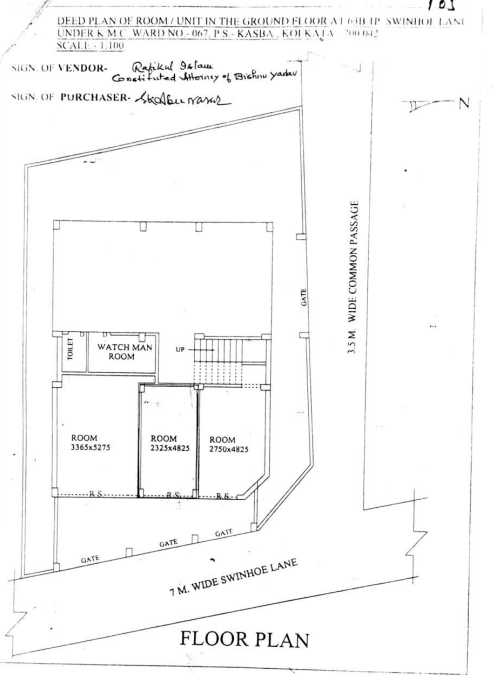 DEED PLAN OF ROOM / UNIT IN THE GROUND FLOOR AT 63B 1P SWINHOE LANE
UNDER K.M.C. WARD NO.- 067, P.S.- KASBA, KOLKATA - 700 042
SCALE - 1:100
SIGN. OF VENDOR- Rafikul Islam
Constituted Attorney of Bishnu Yadav
SIGN. OF PURCHASER-
N
3.5 M. WIDE COMMON PASSAGE
GATE
TOILET
WATCH MAN
ROOM
UP
ROOM
3365x5275
ROOM
2325x4825
ROOM
2750x4825
R.S.
R.S.
R.S.
GATE
GATE
GATE
7 M. WIDE SWINHOE LANE
FLOOR PLAN